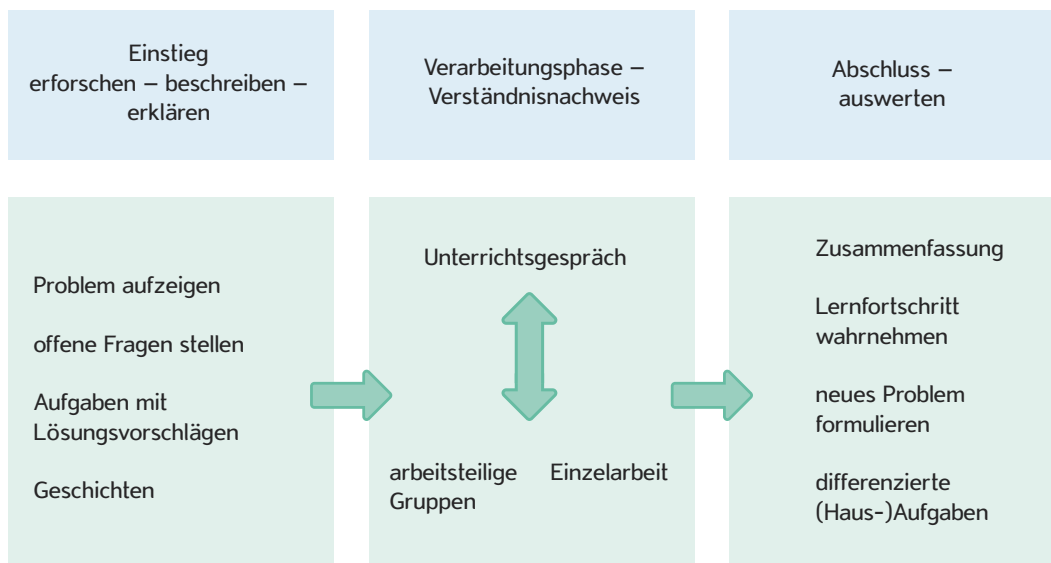 Einstieg
erforschen – beschreiben –
erklären
Verarbeitungsphase –
Verständnisnachweis
Abschluss –
auswerten
Problem aufzeigen
offene Fragen stellen
Aufgaben mit
Lösungsvorschlägen
Geschichten
Unterrichtsgespräch
arbeitsteilige
Gruppen
Einzelarbeit
Zusammenfassung
Lernfortschritt
wahrnehmen
neues Problem
formulieren
differenzierte
(Haus-)Aufgaben